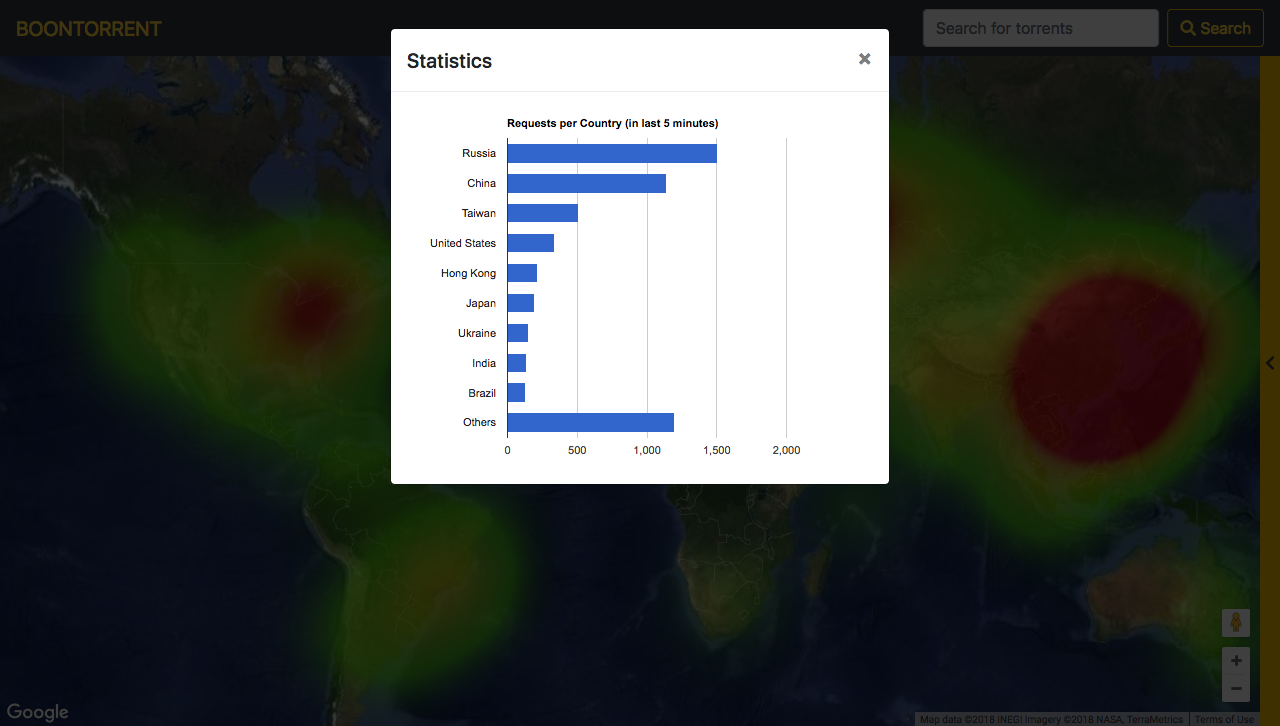 BOONTORRENT
Search for torrents
Search
Statistics
×
Requests per Country (in last 5 minutes)
Russia
China
Taiwan
United States
Hong Kong
Japan
Ukraine
India
Brazil
Others
0 500 1,000 1,500 2,000
+
−
Google
Map data ©2018 INEGI Imagery ©2018 NASA, TerraMetrics
Terms of Use